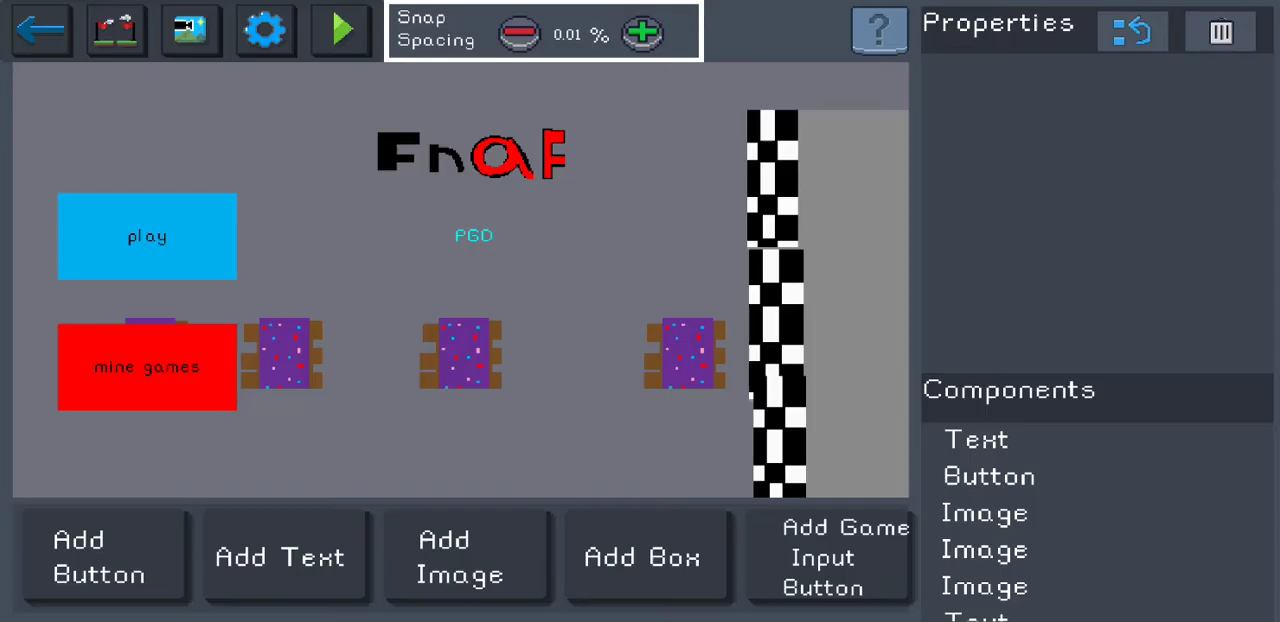 Snap
Spacing
0.01 %
?
Properties
FnaF
play
PGD
mine games
Components
Text
Button
Image
Image
Image
Add
Button
Add Text
Add
Image
Add Box
Add Game
Input
Button